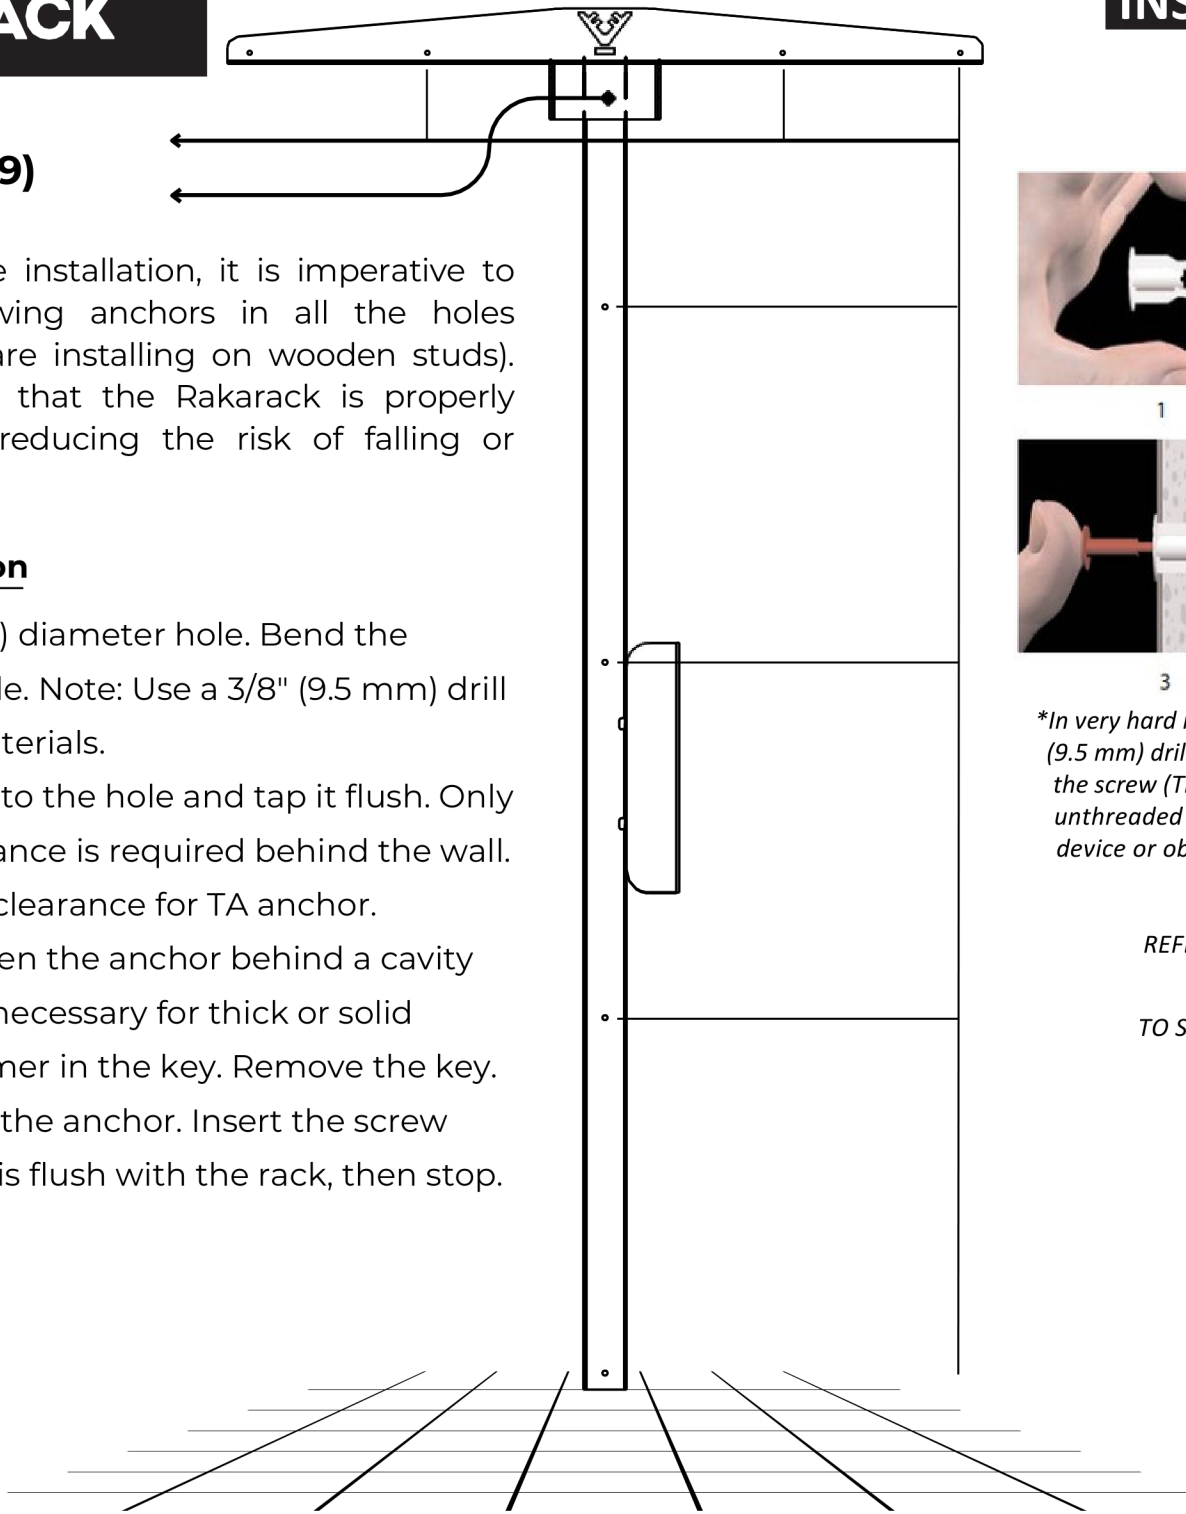 ACK
INS
9)
e installation, it is imperative to
wing anchors in all the holes
are installing on wooden studs).
that the Rakarack is properly
reducing the risk of falling or
on
) diameter hole. Bend the
le. Note: Use a 3/8" (9.5 mm) drill
terials.
to the hole and tap it flush. Only
ance is required behind the wall.
clearance for TA anchor.
en the anchor behind a cavity
necessary for thick or solid
mer in the key. Remove the key.
the anchor. Insert the screw
is flush with the rack, then stop.
1
3
*In very hard
(9.5 mm) dril
the screw (T
unthreaded
device or ob
REF
TO S